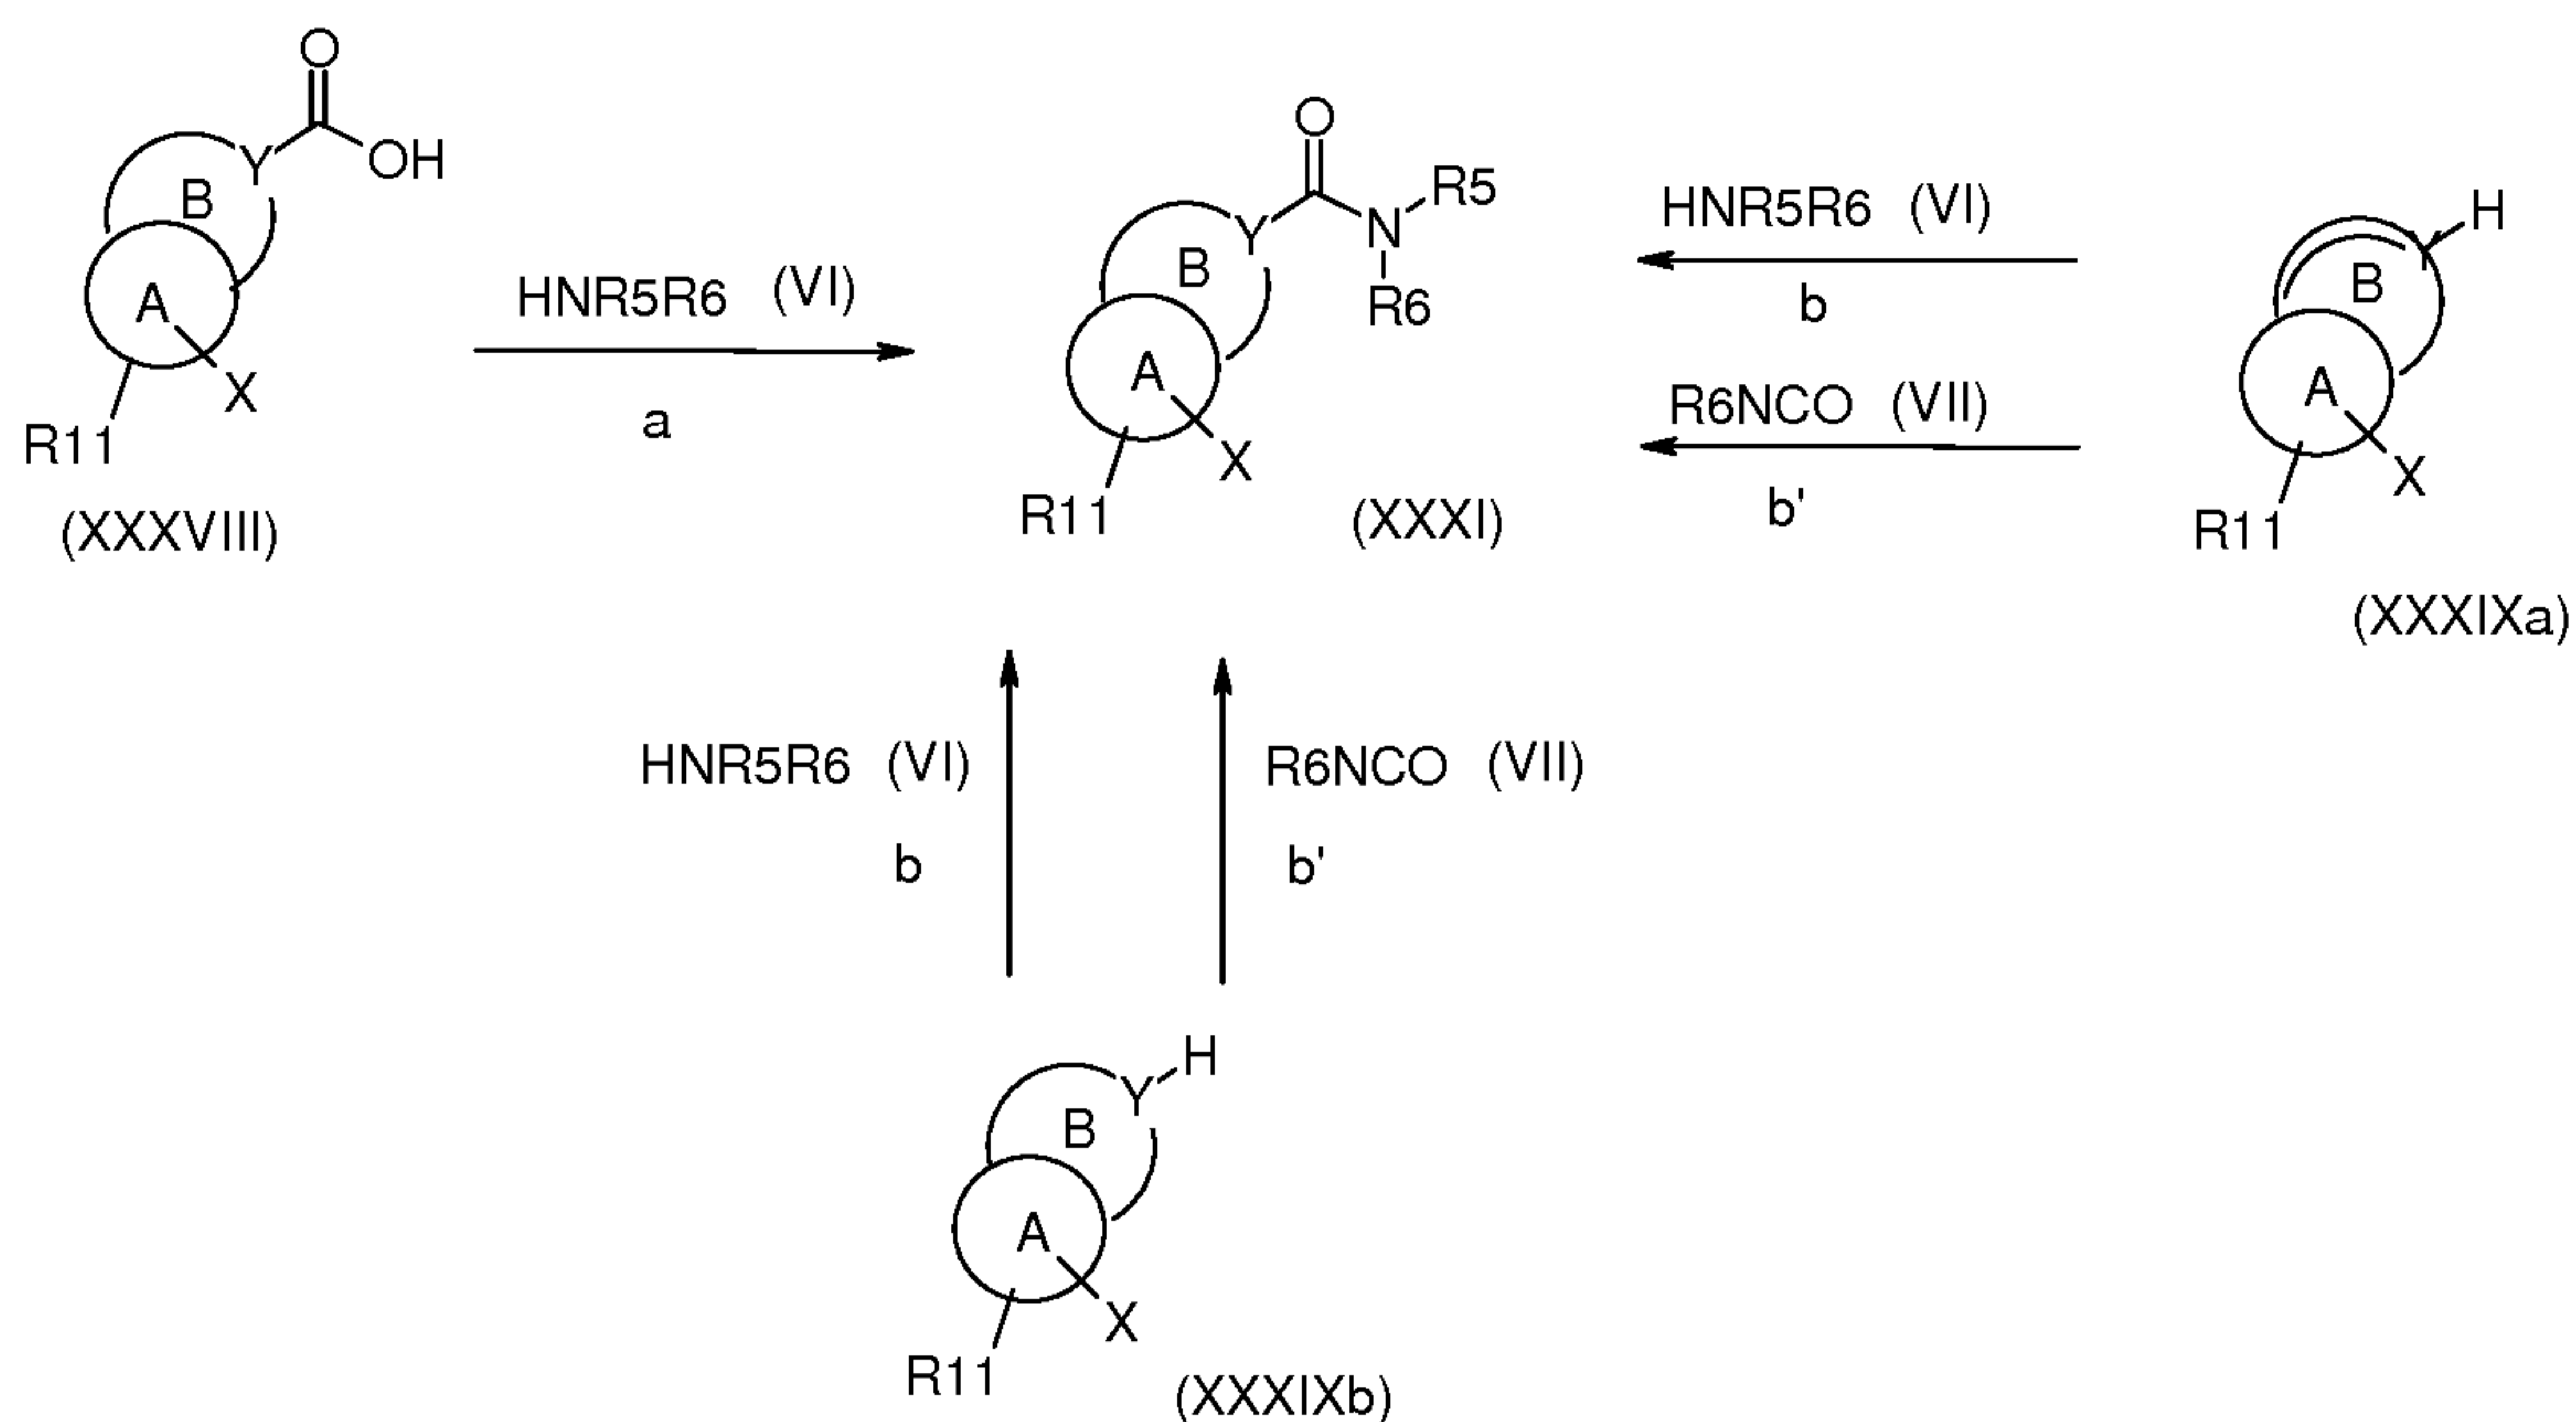 O
Y
OH
B
A
X
R11
(XXXVIII)
HNR5R6 (VI)
a
O
R5
Y
N
B
R6
A
X
R11
(XXXI)
HNR5R6 (VI)
b
R6NCO (VII)
b'
H
Y
B
A
X
R11
(XXXIXa)
HNR5R6 (VI)
b
R6NCO (VII)
b'
H
Y
B
A
X
R11
(XXXIXb)